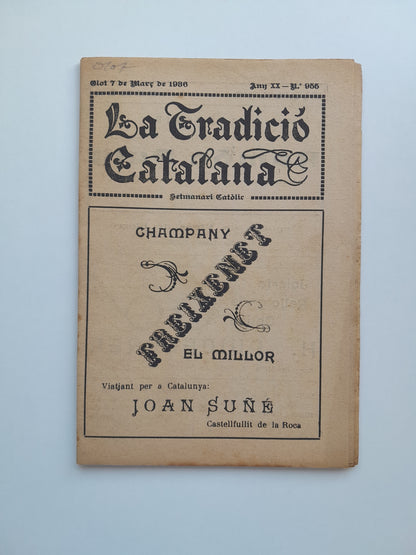 Olot
Olot 7 de Març de 1936 Any XX — N.º 955
La Tradició
Catalana
Setmanari Catòlic
CHAMPANY
FREIXENET
EL MILLOR
Viatjant per a Catalunya:
JOAN SUÑÉ
Castellfullit de la Roca